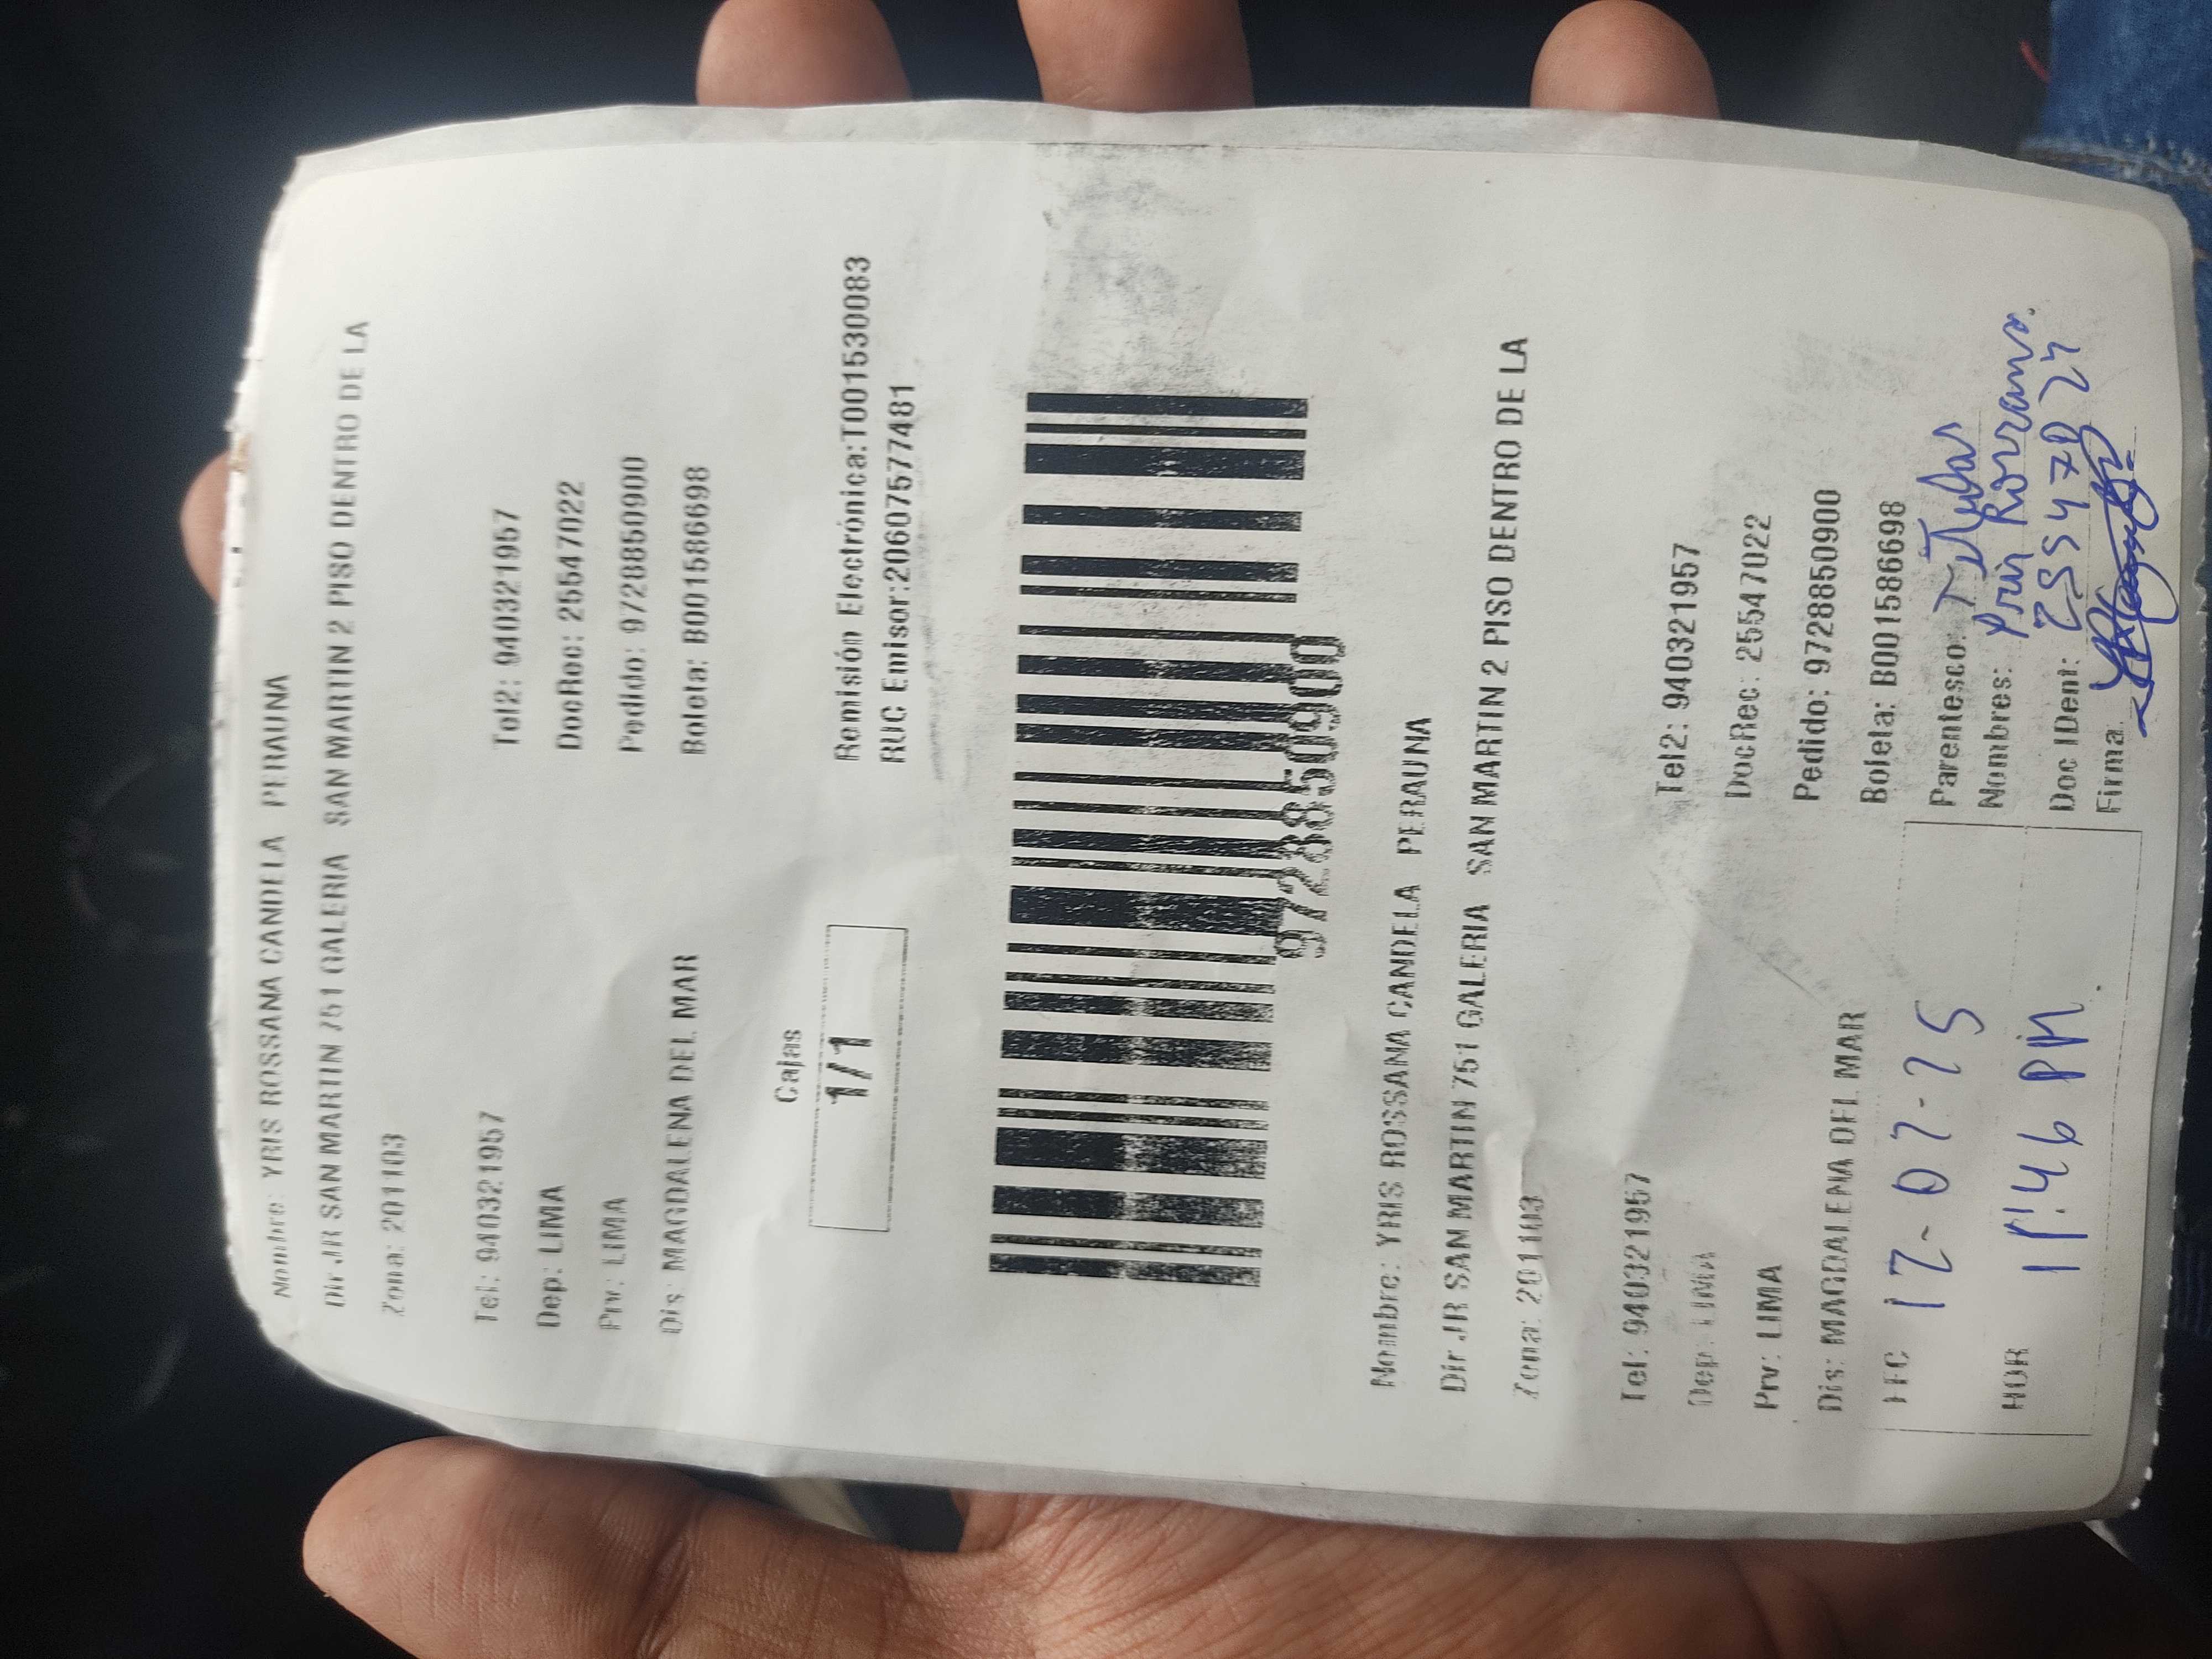 Nombre: YRIS ROSSANA CANDELA PERAUNA
Dir JR SAN MARTIN 751 GALERIA SAN MARTIN 2 PISO DENTRO DE LA
Zona: 201103
Tel: 940321957 Tel2: 940321957
Dep: LIMA DocRec: 25547022
Prv: LIMA Pedido: 9728850900
Dis: MAGDALENA DEL MAR Boleta: B001586698
Cajas
1/1
Remisión Electrónica:T001530083
RUC Emisor:20607577481
9728850900
Nombre: YRIS ROSSANA CANDELA PERAUNA
Dir JR SAN MARTIN 751 GALERIA SAN MARTIN 2 PISO DENTRO DE LA
Zona: 201103
Tel: 940321957 Tel2: 940321957
Dep: LIMA DocRec: 25547022
Prv: LIMA Pedido: 9728850900
Dis: MAGDALENA DEL MAR Boleta: B001586698
FEC 17-07-25 Parentesco: Titular
HOR 11:46 PM. Nombres:
Doc IDent:
Firma: